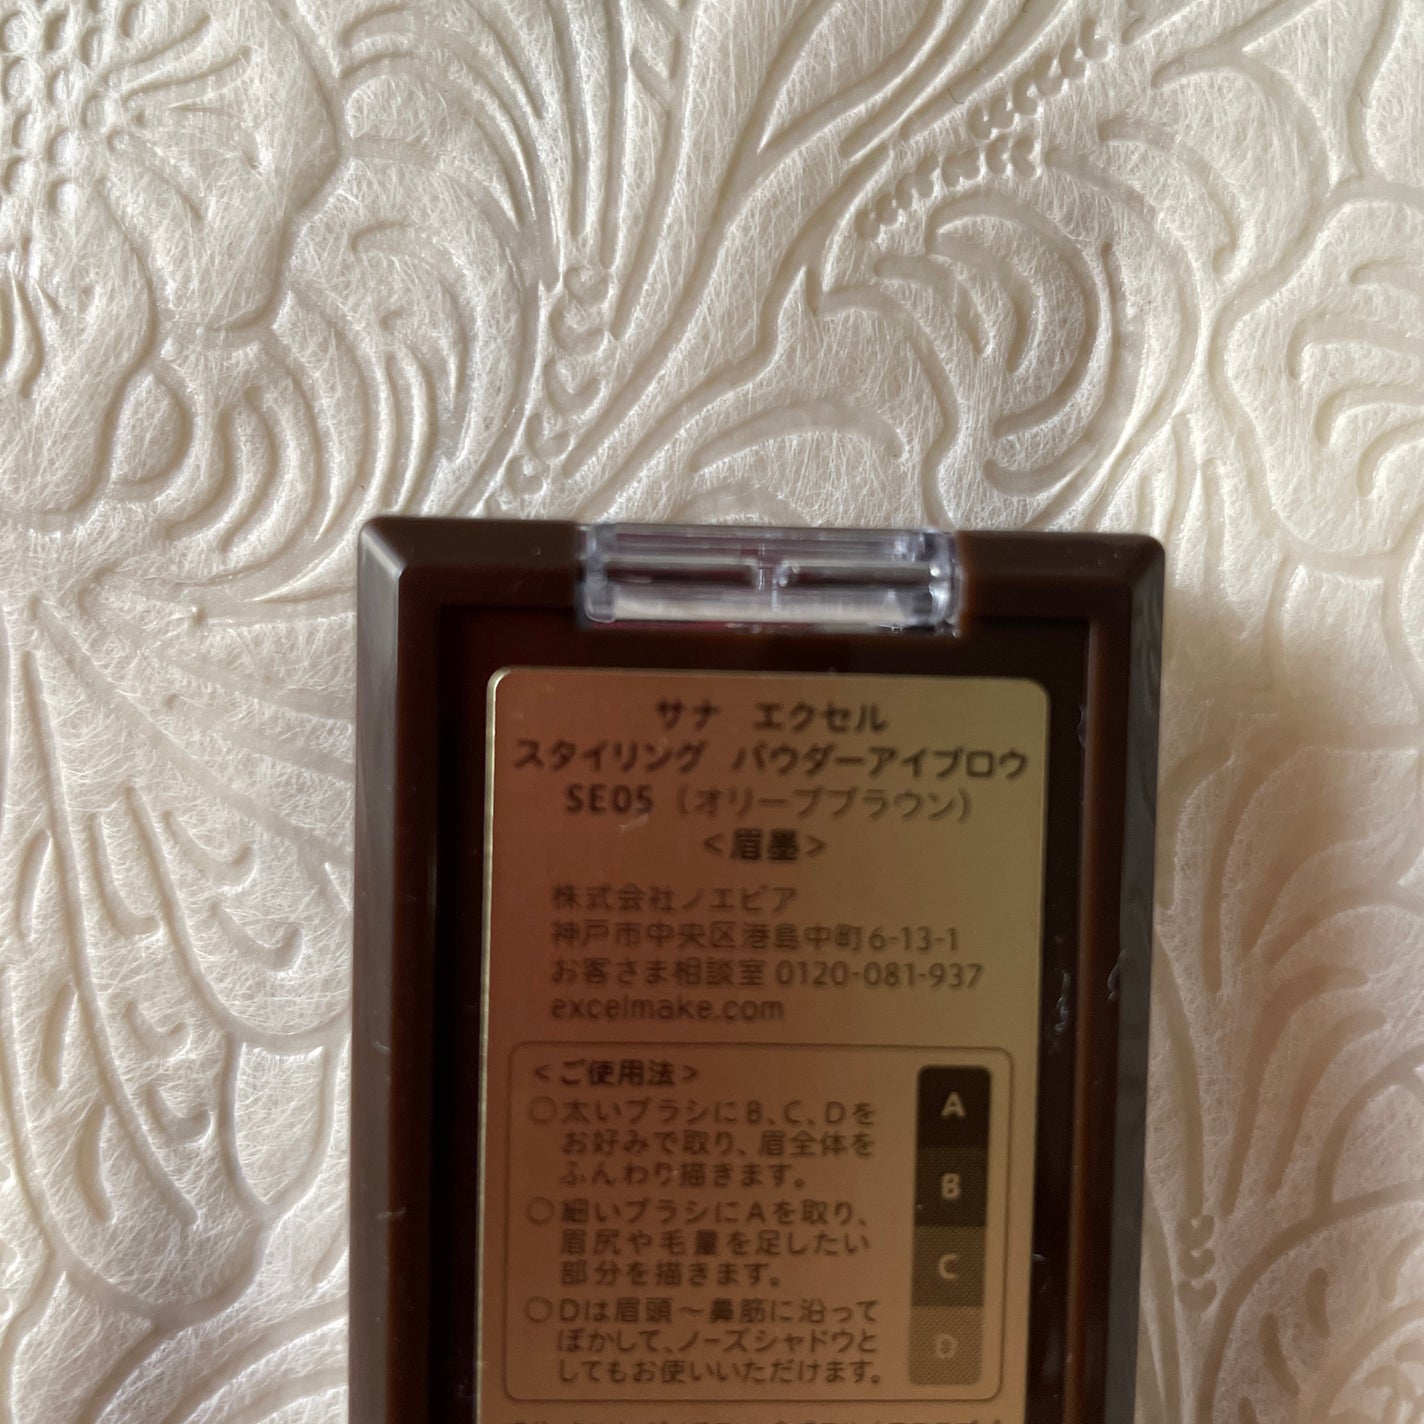 サナ エクセル
スタイリング パウダーアイブロウ
SE05（オリーブブラウン）
<眉墨>
株式会社ノエビア
神戸市中央区港島中町6-13-1
お客さま相談室 0120-081-937
excelmake.com
<ご使用法>
○太いブラシにB、C、Dを
お好みで取り、眉全体を
ふんわり描きます。
○細いブラシにAを取り、
眉尻や毛量を足したい
部分を描きます。
○Dは眉頭～鼻筋に沿って
ぼかして、ノーズシャドウと
してもお使いいただけます。
A
B
C
D